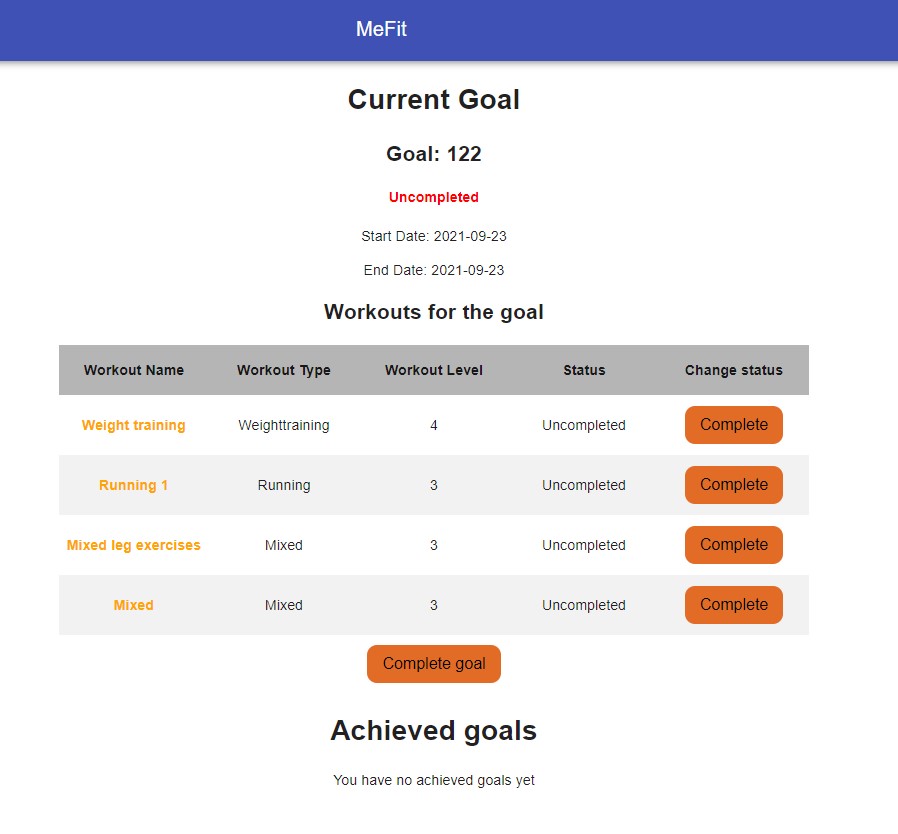 MeFit
Current Goal
Goal: 122
Uncompleted
Start Date: 2021-09-23
End Date: 2021-09-23
Workouts for the goal
Workout Name Workout Type Workout Level Status Change status
Weight training Weighttraining 4 Uncompleted Complete
Running 1 Running 3 Uncompleted Complete
Mixed leg exercises Mixed 3 Uncompleted Complete
Mixed Mixed 3 Uncompleted Complete
Complete goal
Achieved goals
You have no achieved goals yet